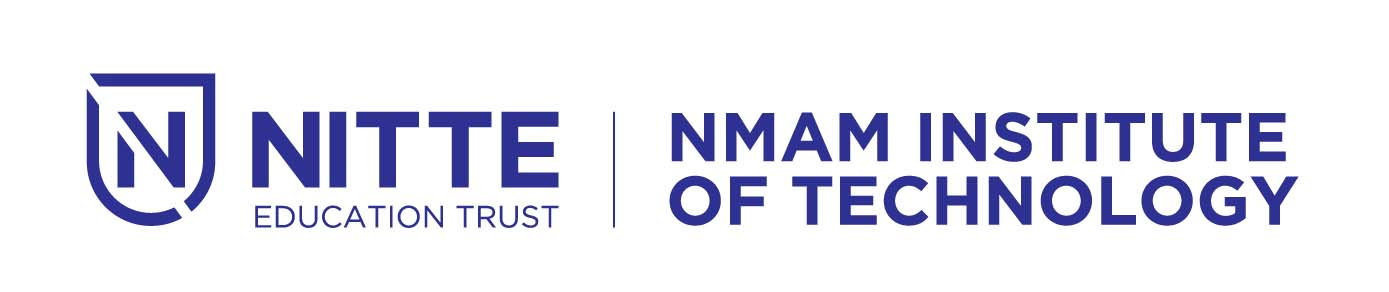 N
NITTE
EDUCATION TRUST
NMAM INSTITUTE
OF TECHNOLOGY